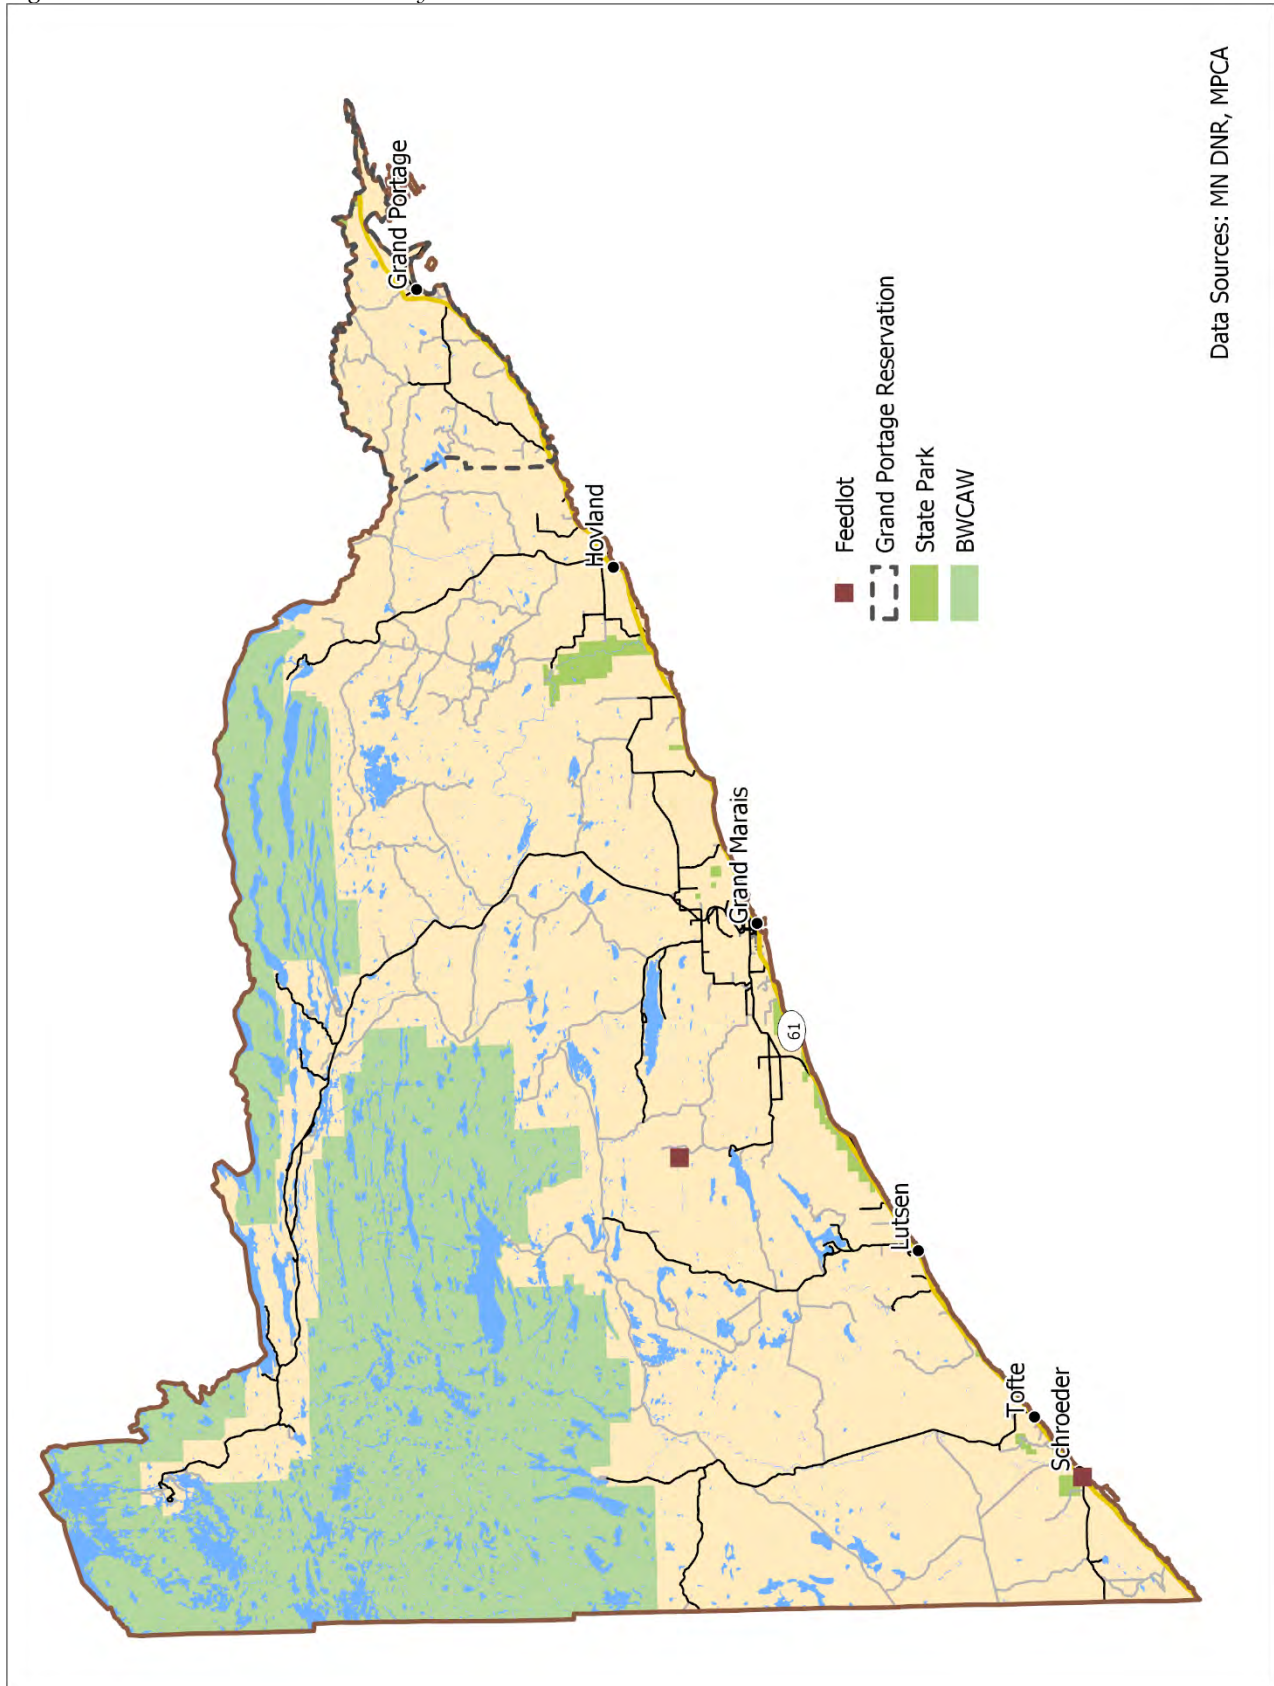 Grand Portage
Hovland
Grand Marais
61
Lutsen
Tofte
Schroeder
Feedlot
Grand Portage Reservation
State Park
BWCAW
Data Sources: MN DNR, MPCA